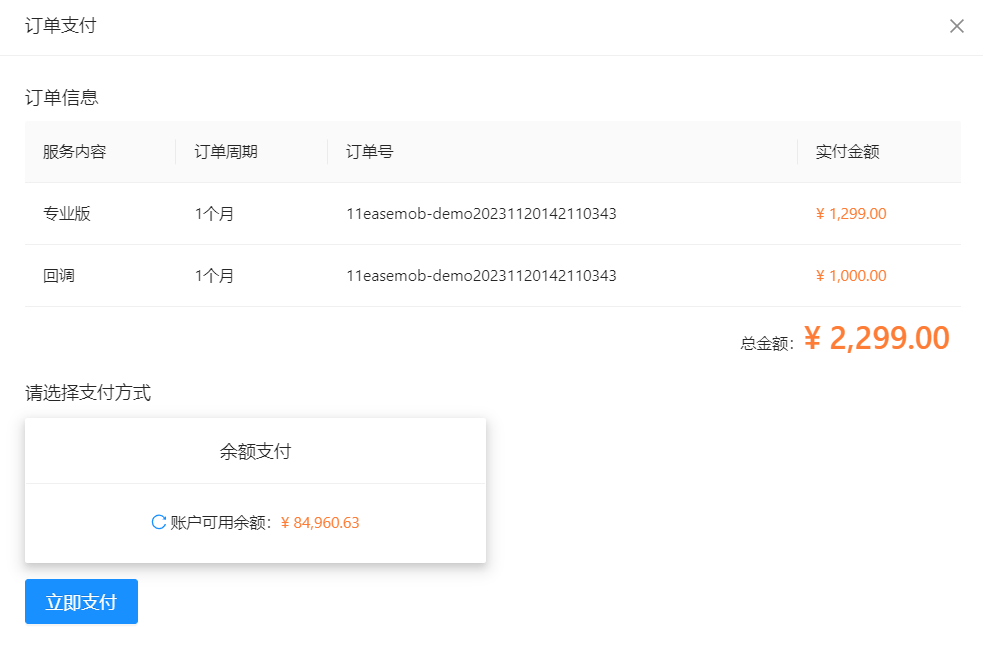 订单支付
订单信息
服务内容 订单周期 订单号 实付金额
专业版 1个月 11easemob-demo20231120142110343 ¥ 1,299.00
回调 1个月 11easemob-demo20231120142110343 ¥ 1,000.00
总金额: ¥ 2,299.00
请选择支付方式
余额支付
账户可用余额: ¥ 84,960.63
立即支付